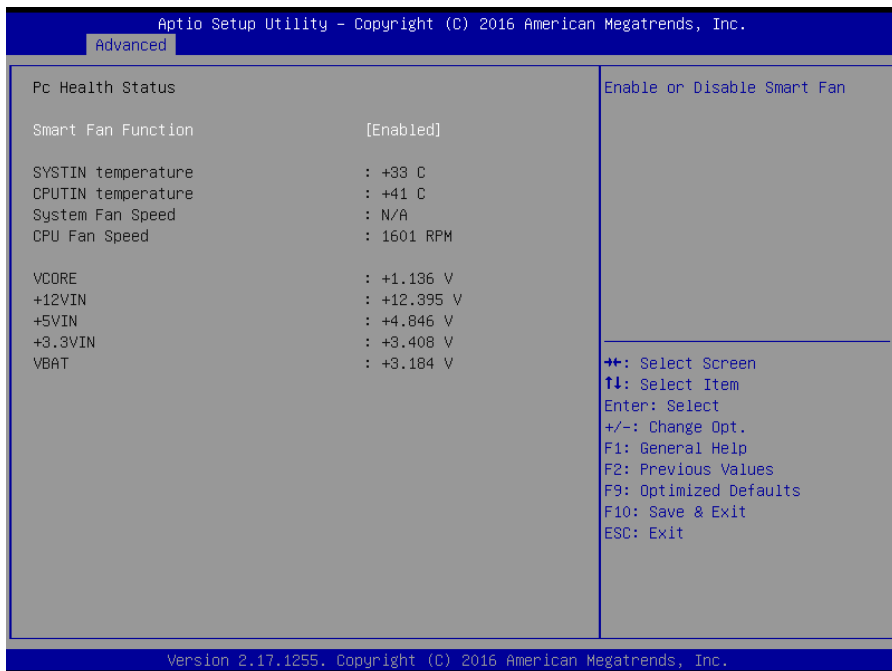 Aptio Setup Utility – Copyright (C) 2016 American Megatrends, Inc.
Advanced
Pc Health Status
Smart Fan Function [Enabled]
SYSTIN temperature : +33 C
CPUTIN temperature : +41 C
System Fan Speed : N/A
CPU Fan Speed : 1601 RPM
VCORE : +1.136 V
+12VIN : +12.395 V
+5VIN : +4.846 V
+3.3VIN : +3.408 V
VBAT : +3.184 V
Enable or Disable Smart Fan
→←: Select Screen
↑↓: Select Item
Enter: Select
+/-: Change Opt.
F1: General Help
F2: Previous Values
F9: Optimized Defaults
F10: Save & Exit
ESC: Exit
Version 2.17.1255. Copyright (C) 2016 American Megatrends, Inc.